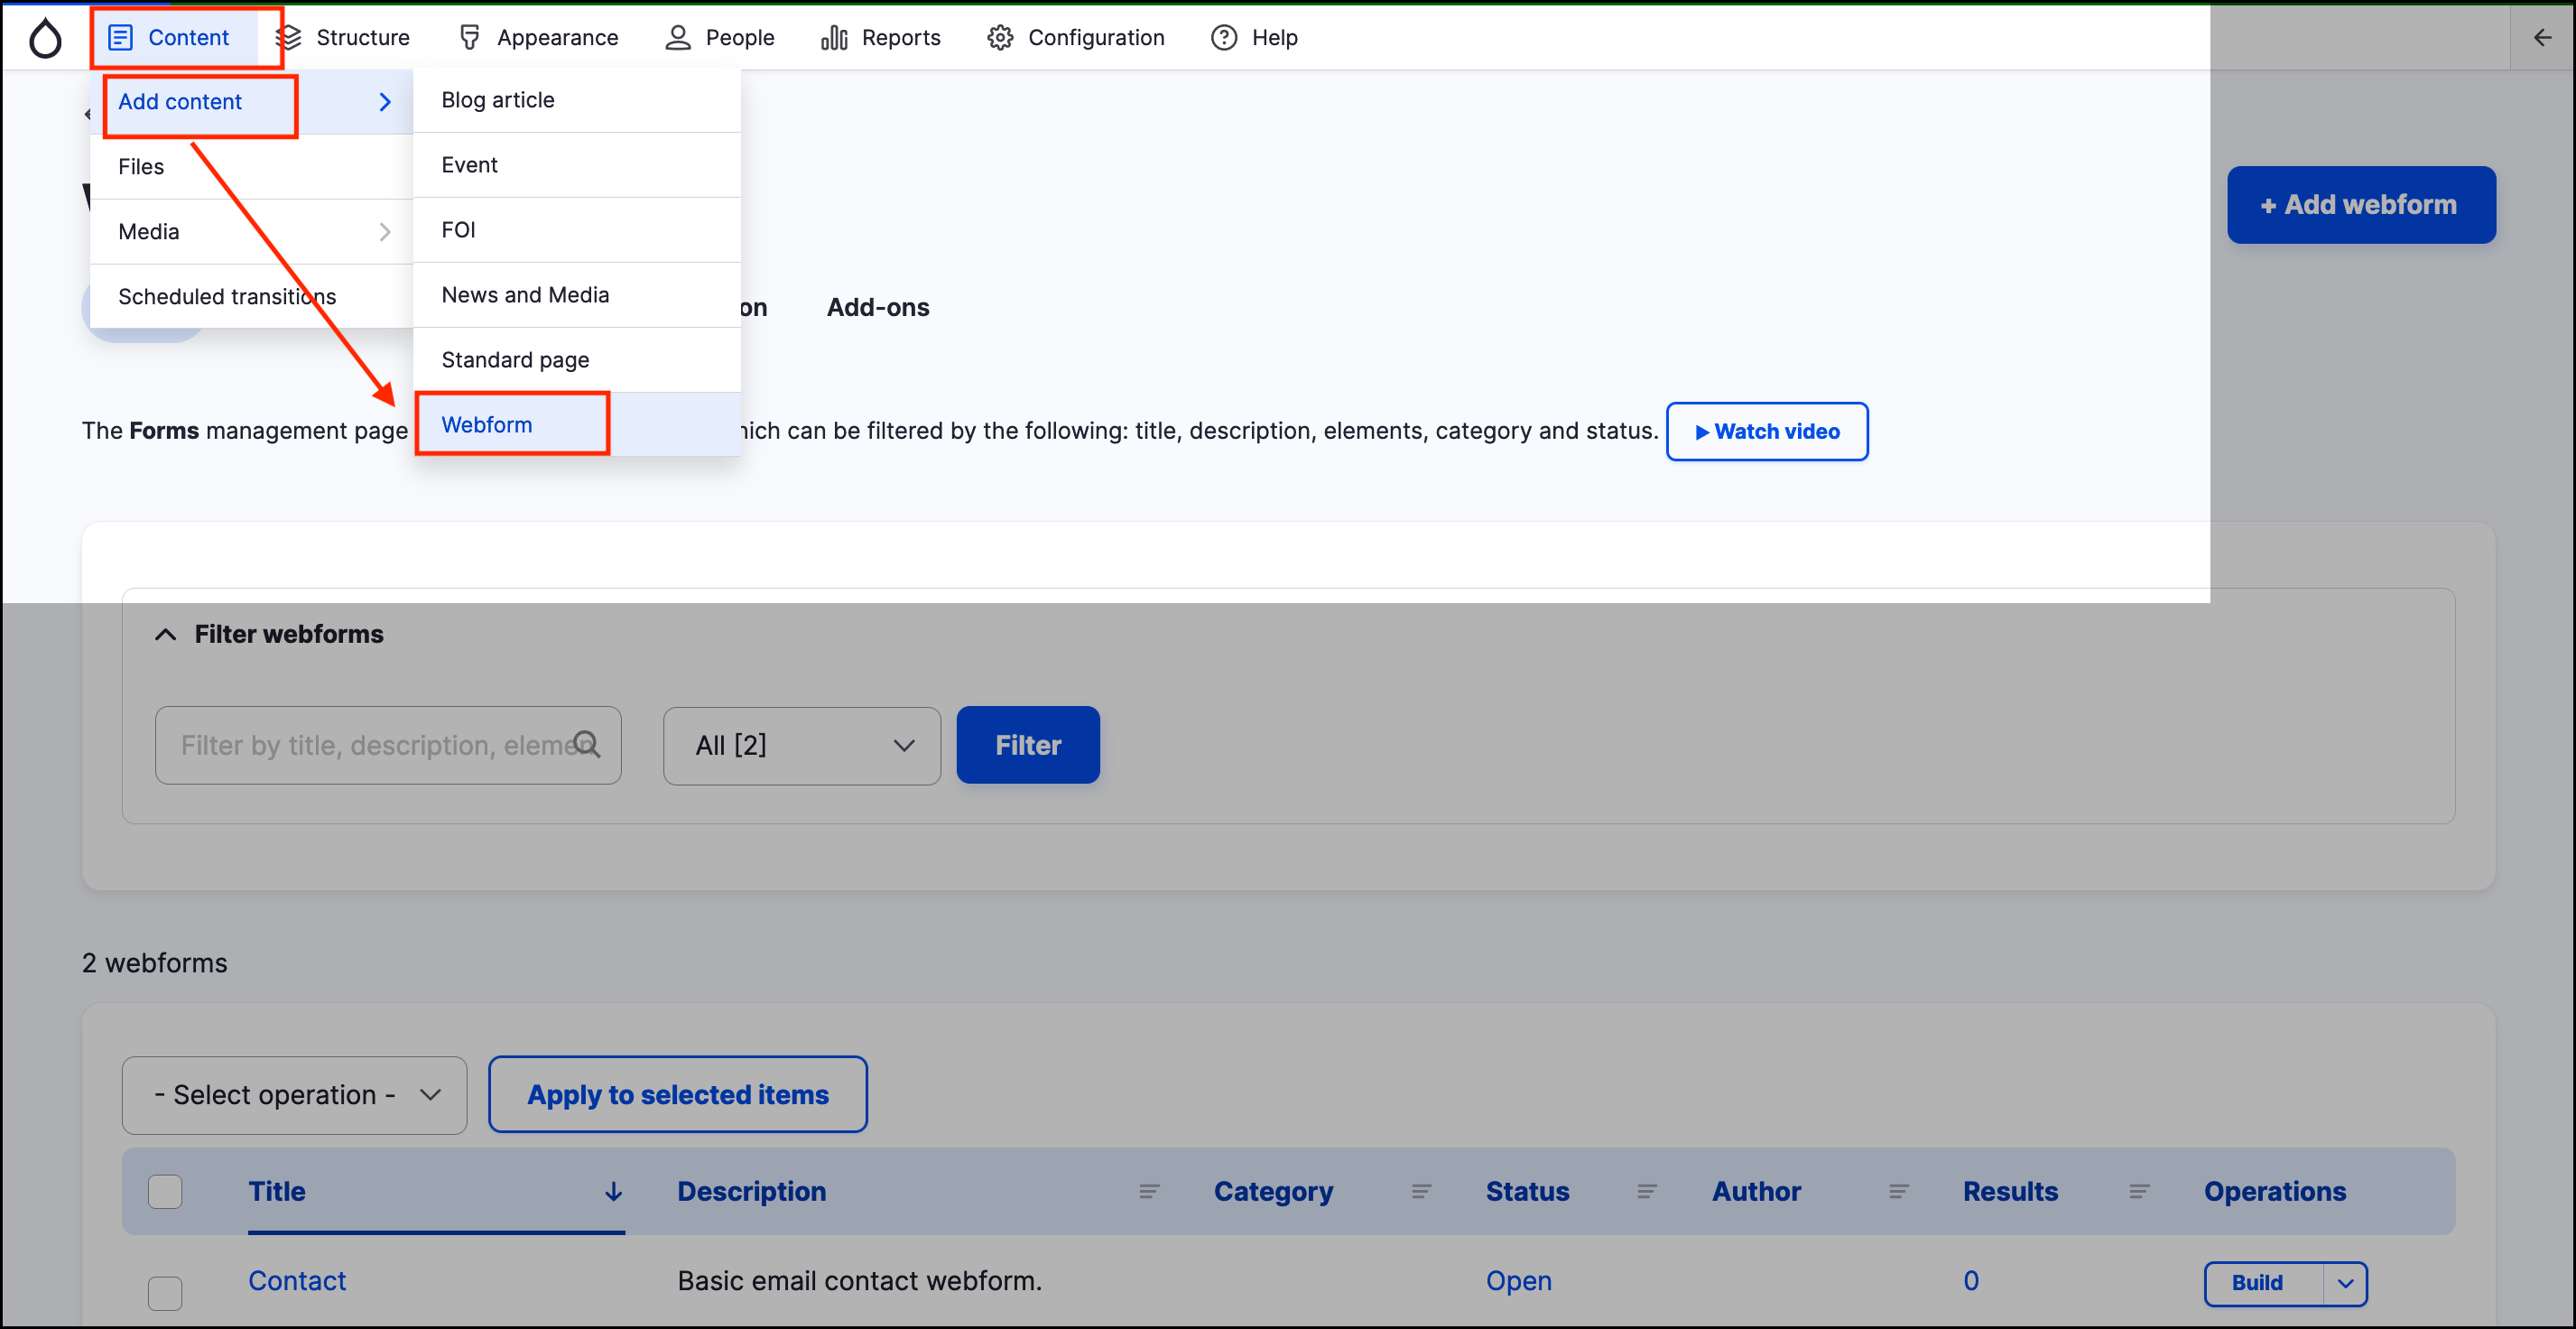 Content Structure Appearance People Reports Configuration Help
Add content
Files
Media
Scheduled transitions
Blog article
Event
FOI
News and Media
Standard page
Webform
+ Add webform
on Add-ons
The Forms management page hich can be filtered by the following: title, description, elements, category and status. Watch video
Filter webforms
Filter by title, description, elemen All [2] Filter
2 webforms
- Select operation - Apply to selected items
Title Description Category Status Author Results Operations
Contact Basic email contact webform. Open 0 Build